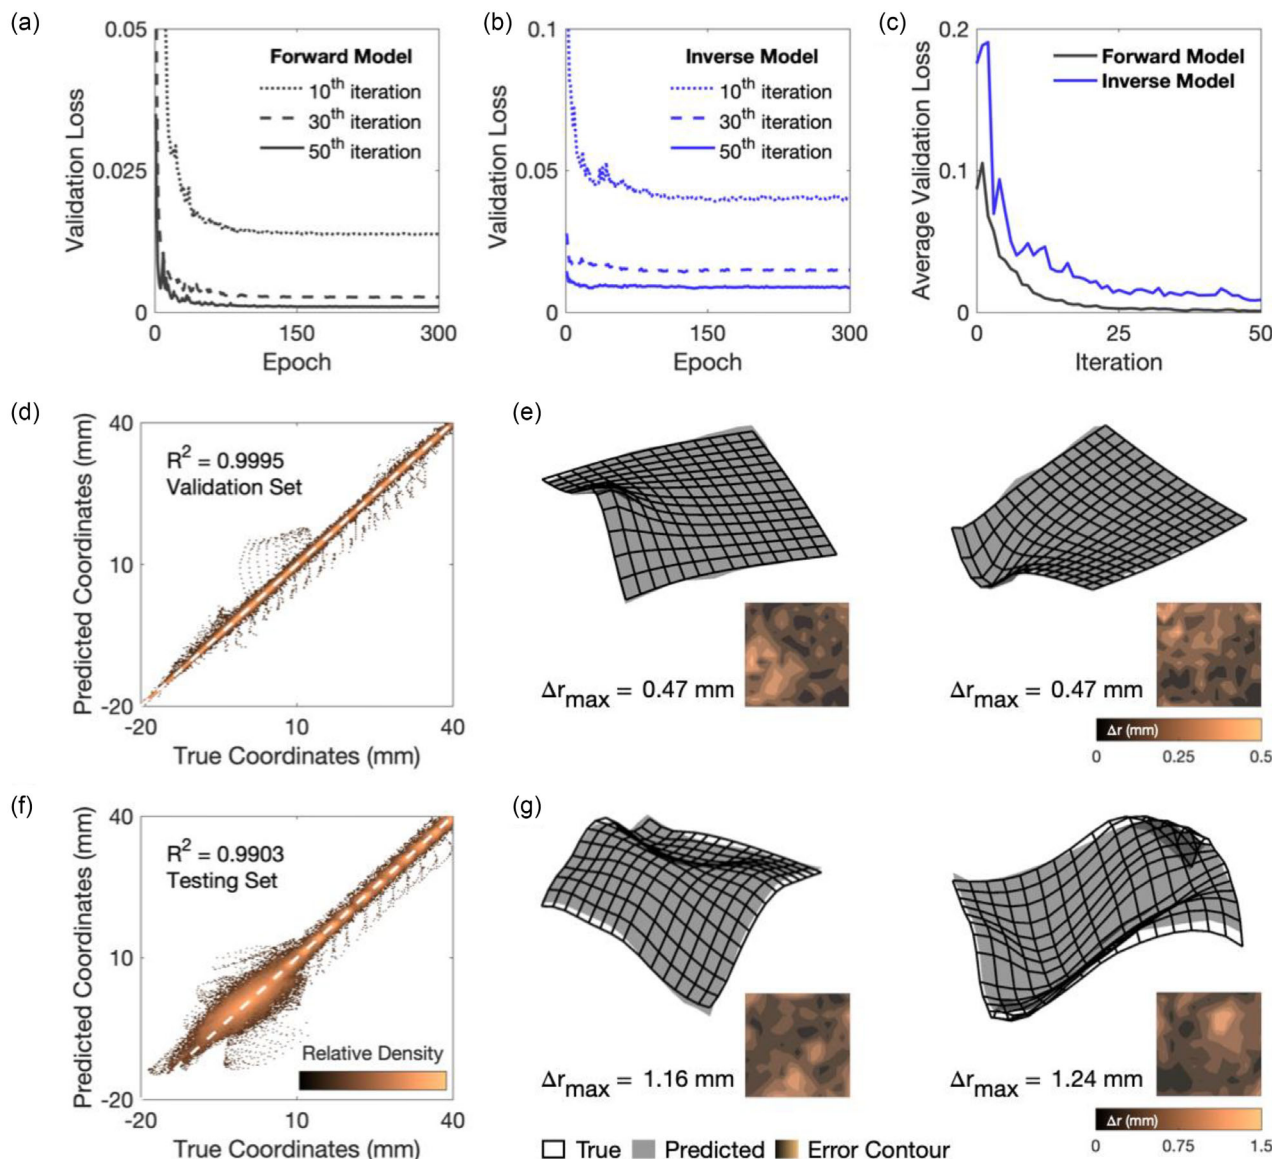 (a)
0.05
0.025
0
Validation Loss
Forward Model
10th iteration
30th iteration
50th iteration
0 150 300
Epoch
(b)
0.1
0.05
0
Validation Loss
Inverse Model
10th iteration
30th iteration
50th iteration
0 150 300
Epoch
(c)
0.2
0.1
0
Average Validation Loss
Forward Model
Inverse Model
0 25 50
Iteration
(d)
40
10
-20
Predicted Coordinates (mm)
R2 = 0.9995
Validation Set
-20 10 40
True Coordinates (mm)
(e)
Δrmax = 0.47 mm
Δrmax = 0.47 mm
Δr (mm)
0 0.25 0.5
(f)
40
10
-20
Predicted Coordinates (mm)
R2 = 0.9903
Testing Set
Relative Density
-20 10 40
True Coordinates (mm)
(g)
Δrmax = 1.16 mm
Δrmax = 1.24 mm
Δr (mm)
0 0.75 1.5
True Predicted Error Contour